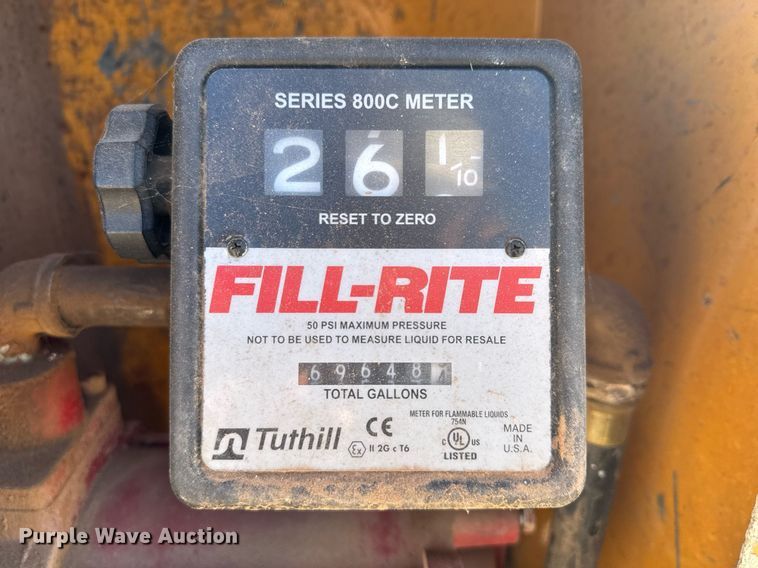 SERIES 800C METER
2 6 1/10
RESET TO ZERO
FILL-RITE
50 PSI MAXIMUM PRESSURE
NOT TO BE USED TO MEASURE LIQUID FOR RESALE
69648
TOTAL GALLONS
METER FOR FLAMMABLE LIQUIDS
754N
Tuthill CE
Ex II 2G c T6
C UL US
LISTED
MADE
IN
U.S.A.
Purple Wave Auction